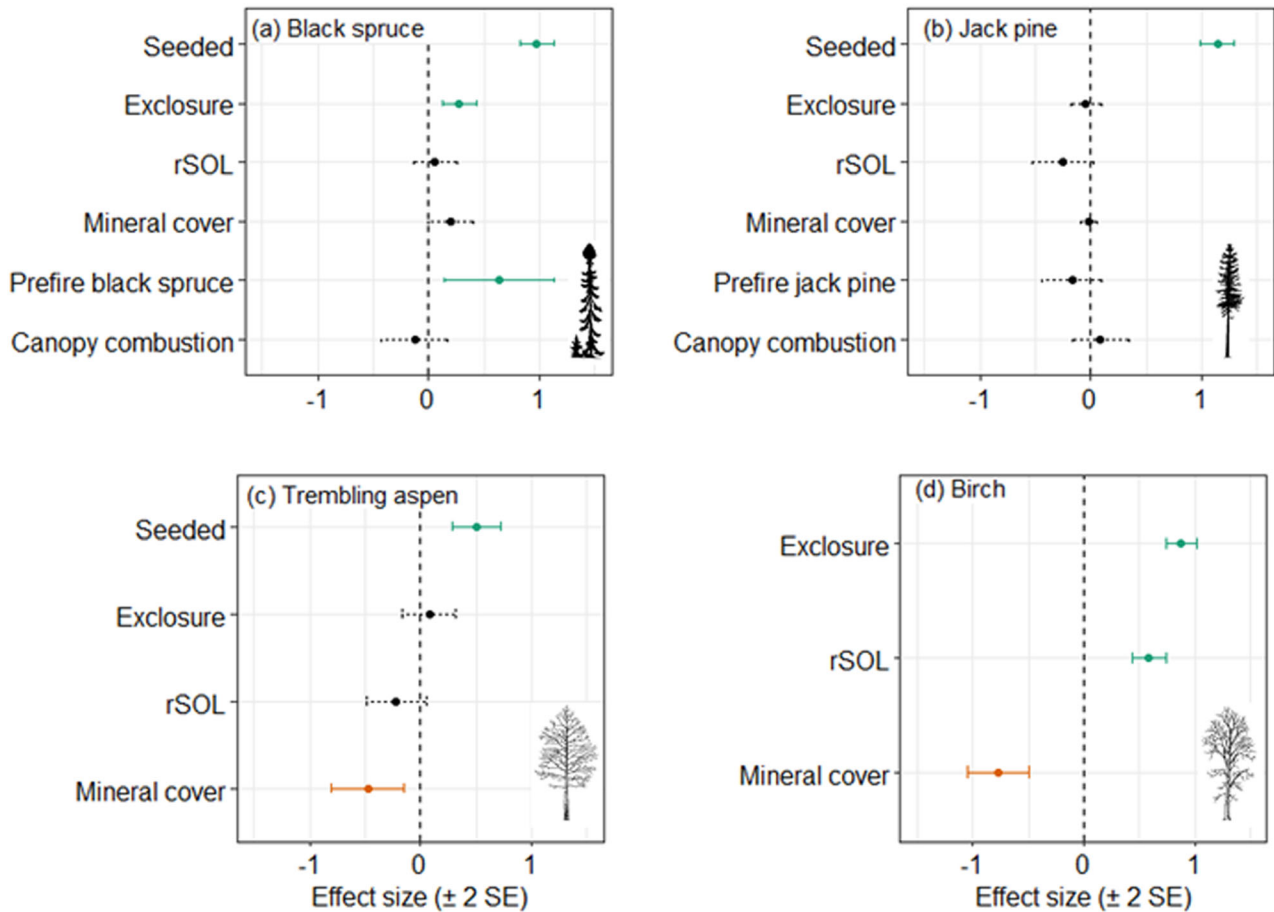 (a) Black spruce
Seeded
Exclosure
rSOL
Mineral cover
Prefire black spruce
Canopy combustion
-1 0 1
(b) Jack pine
Seeded
Exclosure
rSOL
Mineral cover
Prefire jack pine
Canopy combustion
-1 0 1
(c) Trembling aspen
Seeded
Exclosure
rSOL
Mineral cover
-1 0 1
Effect size (± 2 SE)
(d) Birch
Exclosure
rSOL
Mineral cover
-1 0 1
Effect size (± 2 SE)